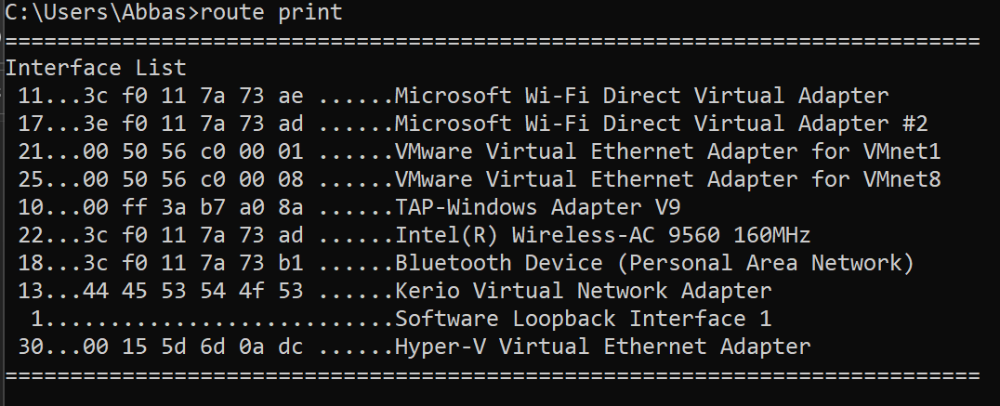 C:\Users\Abbas>route print
===========================================================================
Interface List
 11...3c f0 11 7a 73 ae ......Microsoft Wi-Fi Direct Virtual Adapter
 17...3e f0 11 7a 73 ad ......Microsoft Wi-Fi Direct Virtual Adapter #2
 21...00 50 56 c0 00 01 ......VMware Virtual Ethernet Adapter for VMnet1
 25...00 50 56 c0 00 08 ......VMware Virtual Ethernet Adapter for VMnet8
 10...00 ff 3a b7 a0 8a ......TAP-Windows Adapter V9
 22...3c f0 11 7a 73 ad ......Intel(R) Wireless-AC 9560 160MHz
 18...3c f0 11 7a 73 b1 ......Bluetooth Device (Personal Area Network)
 13...44 45 53 54 4f 53 ......Kerio Virtual Network Adapter
  1...........................Software Loopback Interface 1
 30...00 15 5d 6d 0a dc ......Hyper-V Virtual Ethernet Adapter
===========================================================================